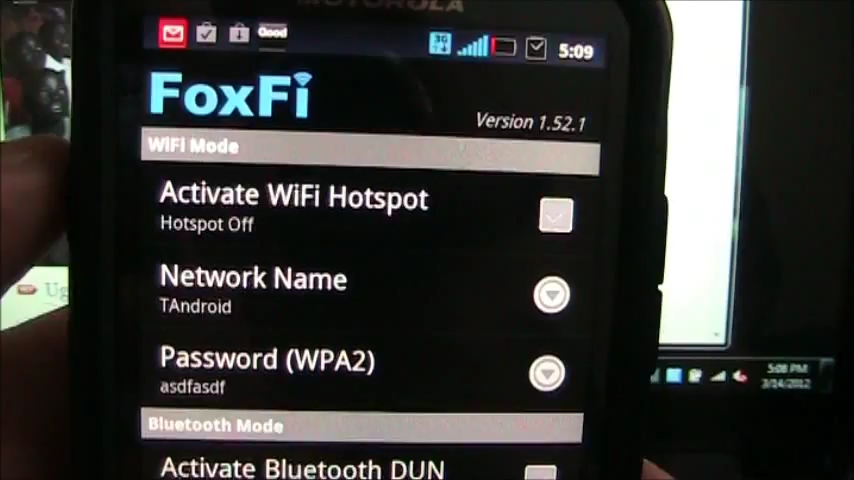 MOTOROLA
Good
3G
5:09
FoxFi
Version 1.52.1
WiFi Mode
Activate WiFi Hotspot
Hotspot Off
Network Name
TAndroid
Password (WPA2)
asdfasdf
Bluetooth Mode
Activate Bluetooth DUN
Ug
5:08 PM
3/14/2012